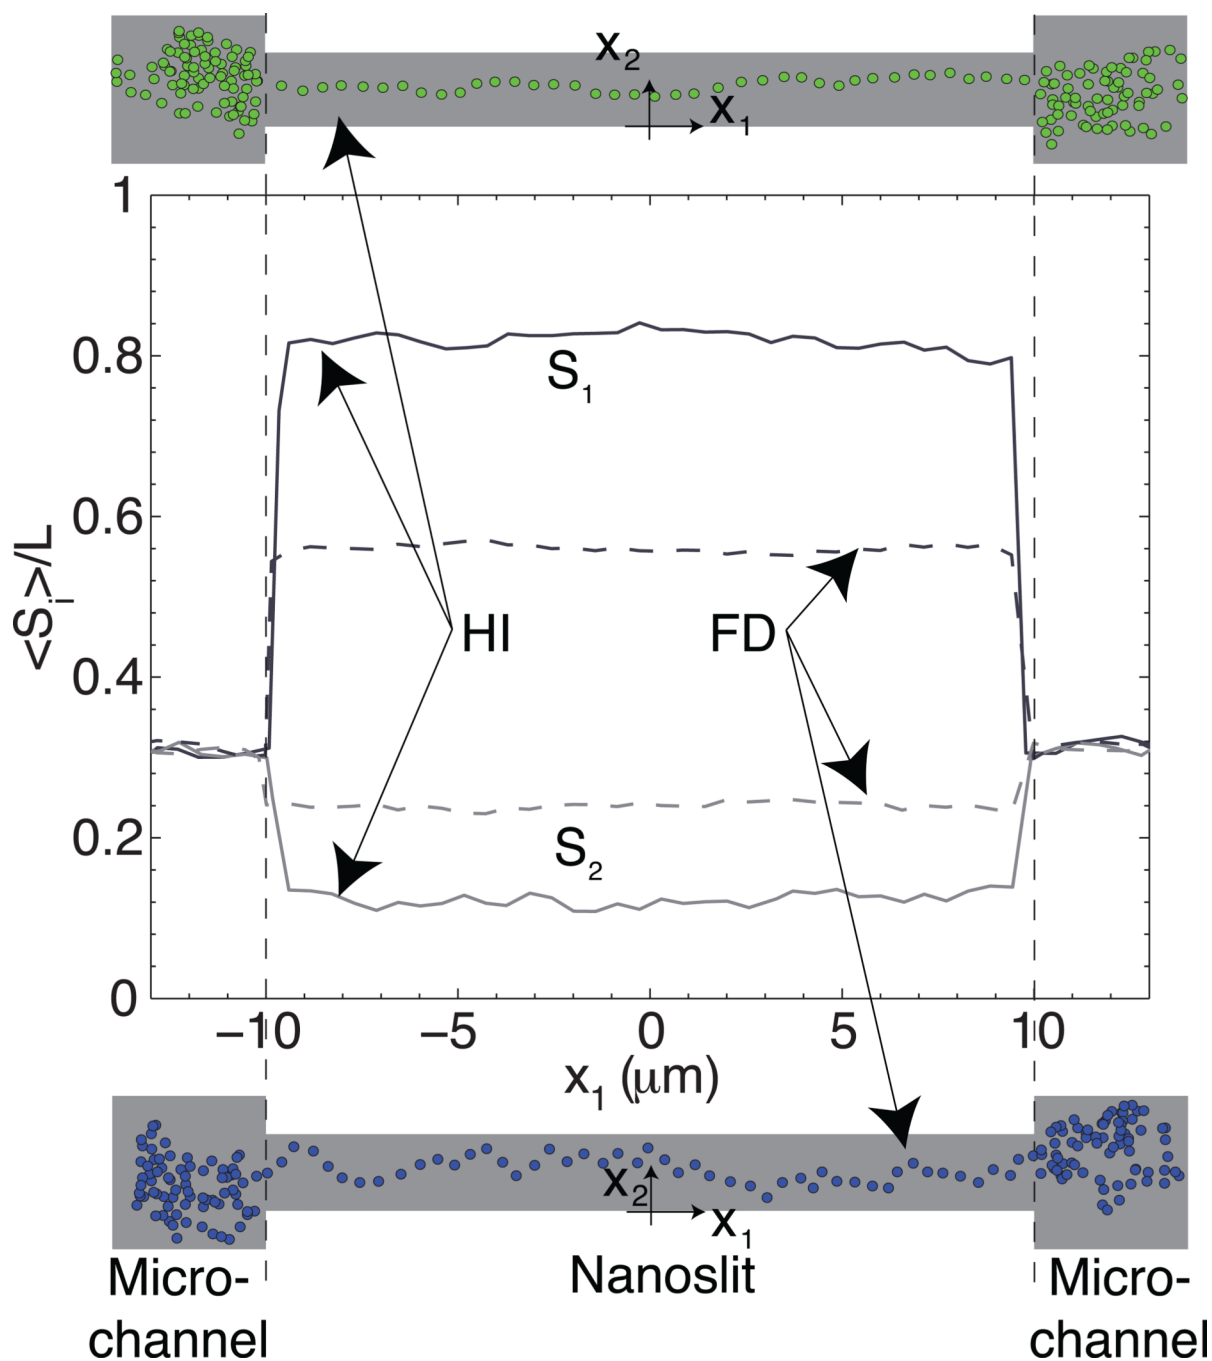 x₂
x₁
1
0.8
S₁
0.6
<Sᵢ>/L
HI
FD
0.4
0.2
S₂
0
−10
−5
0
5
10
x₁ (μm)
x₂
x₁
Micro-
channel
Nanoslit
Micro-
channel